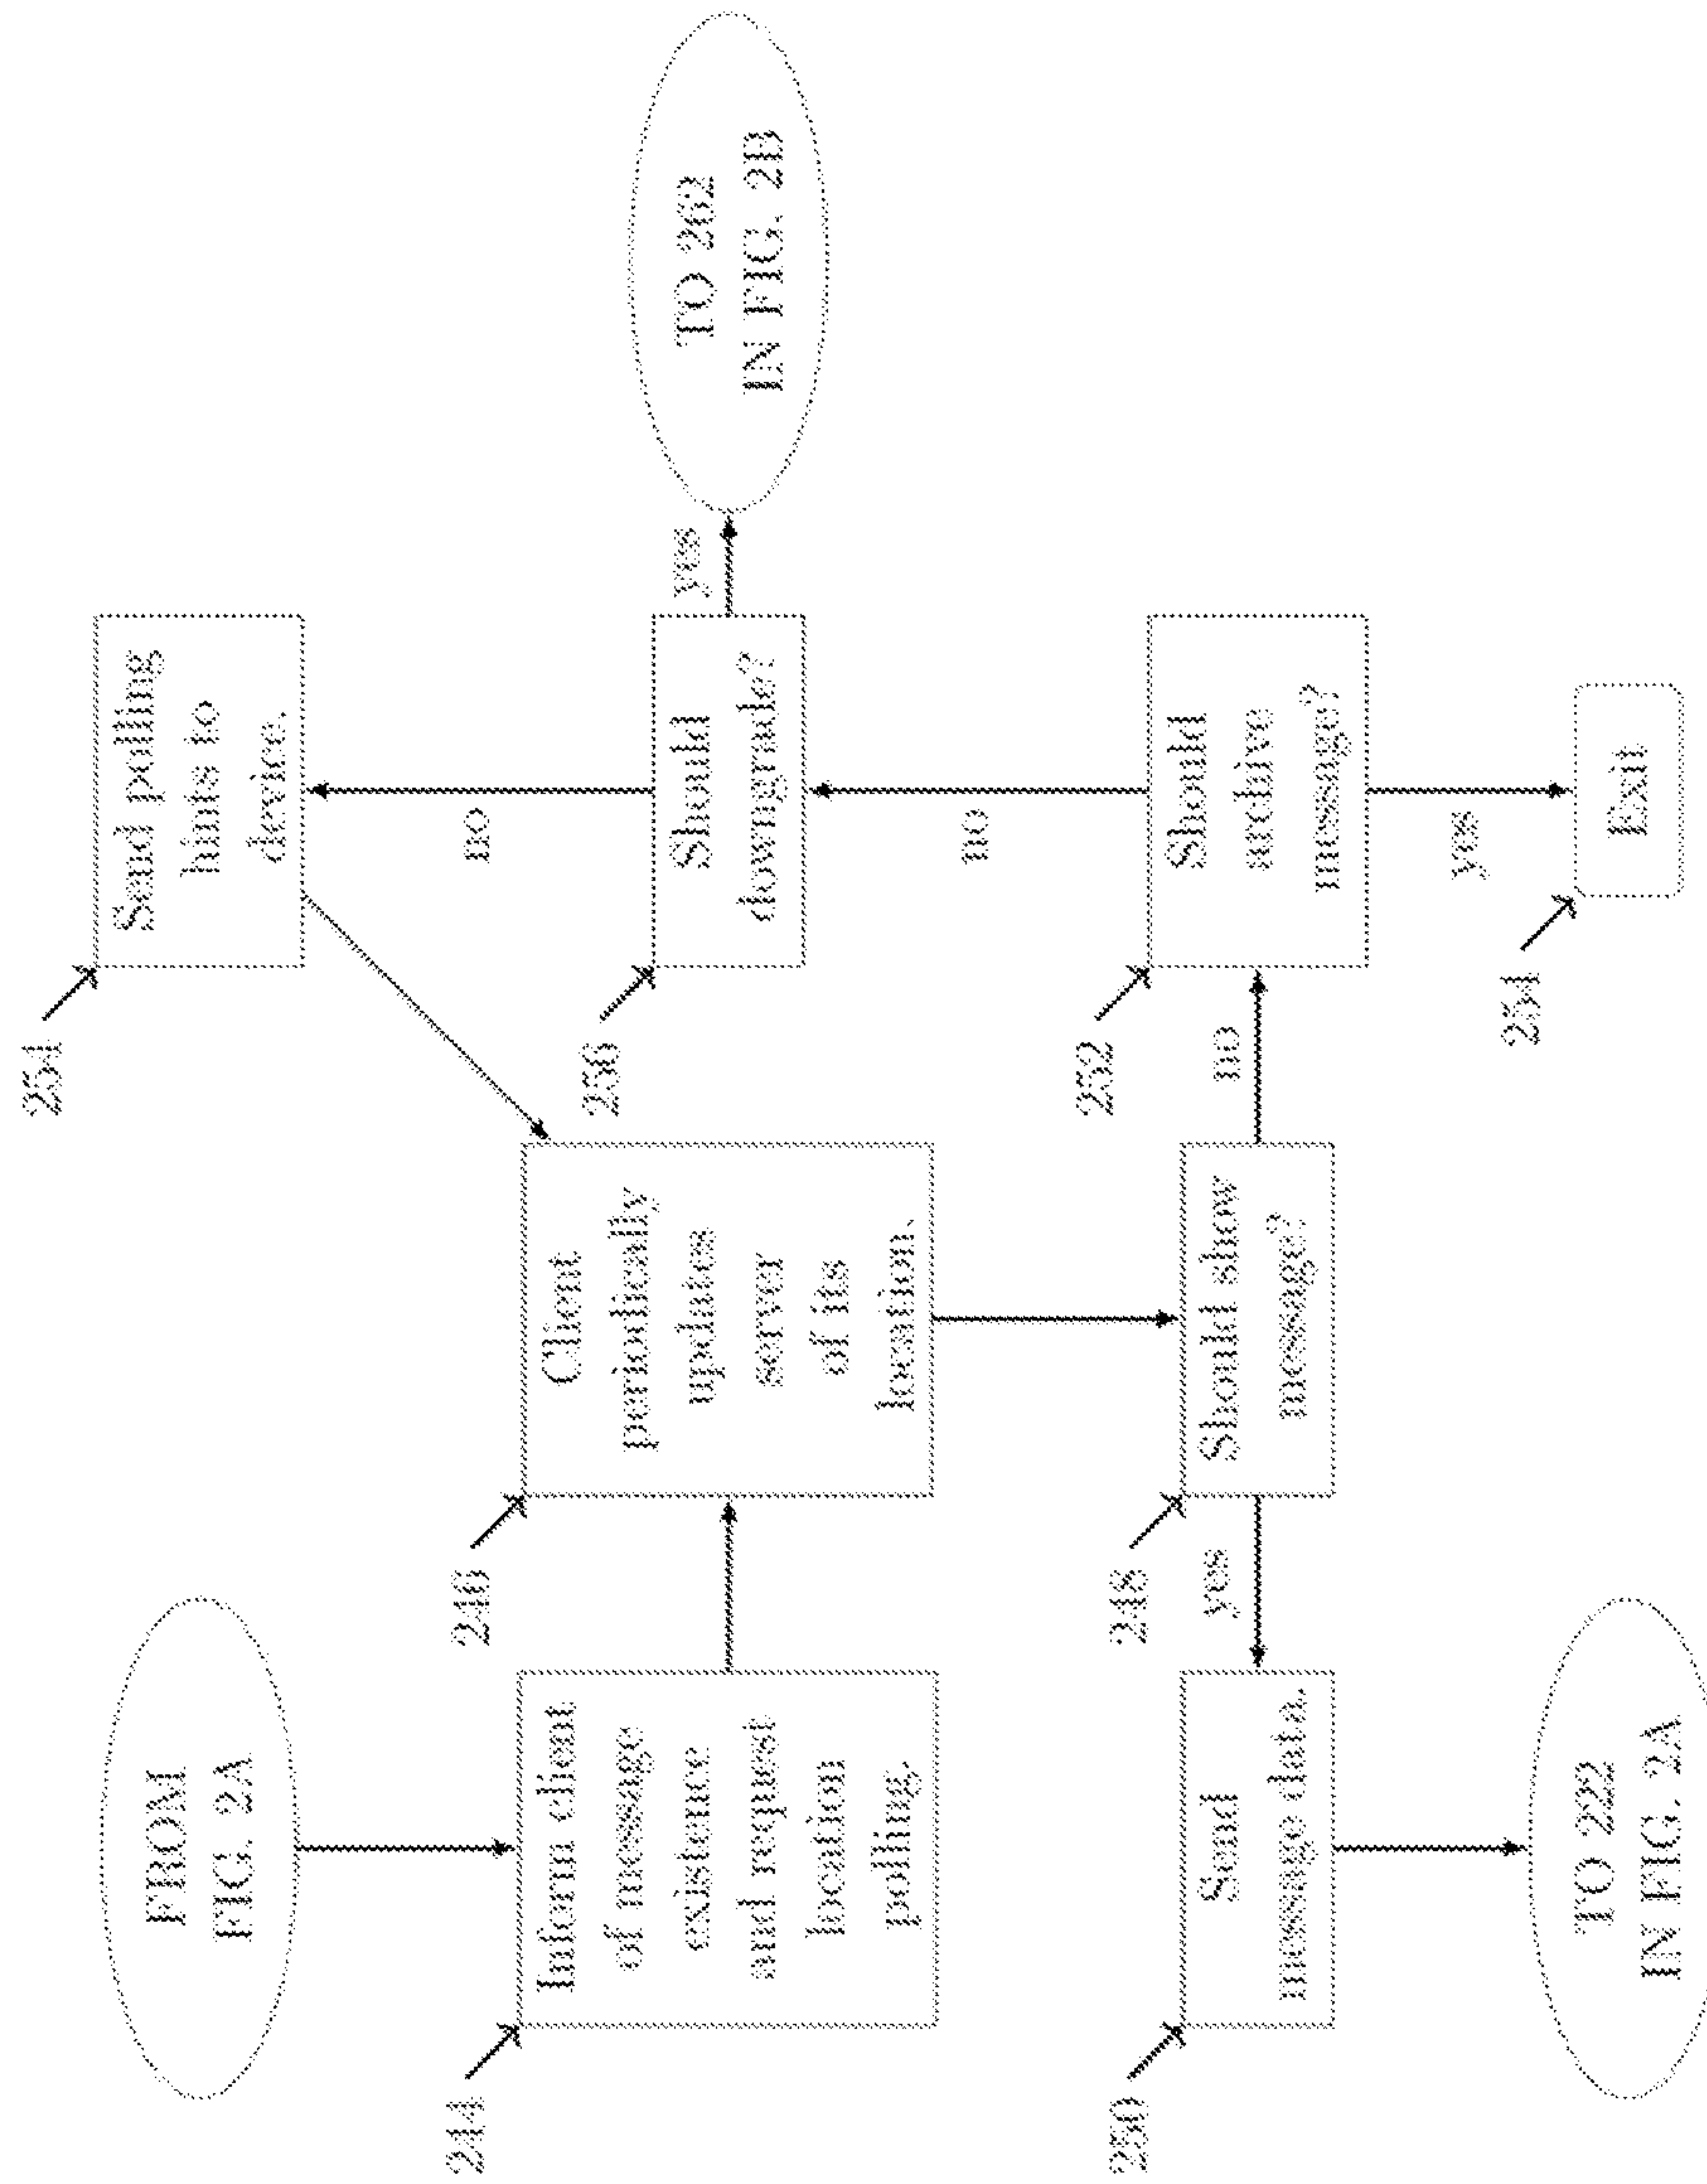 FROM
FIG. 2A
244
Inform client
of message
existence
and request
location
polling.
246
Client
periodically
updates
server
of its
location.
254
Send polling
hints to
device.
no
256
Should
downgrade?
yes
TO 262
IN FIG. 2B
no
250
Send
message data.
yes
248
Should show
message?
no
252
Should
archive
message?
yes
TO 222
IN FIG. 2A
254
Exit